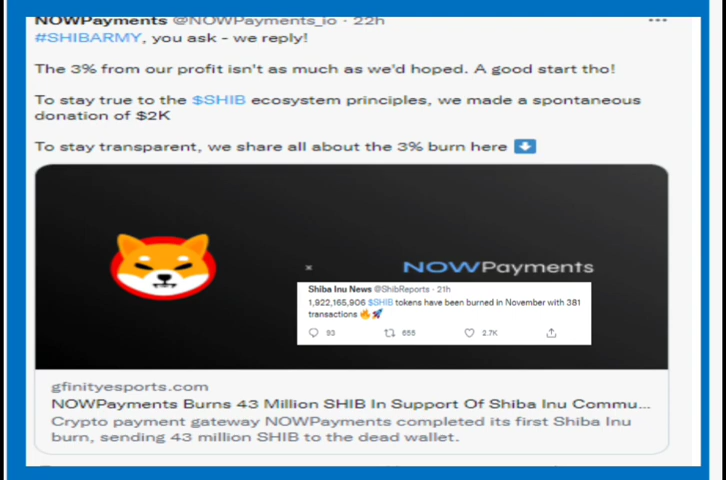 NOWPayments @NOWPayments_io · 22h
#SHIBARMY, you ask - we reply!
The 3% from our profit isn't as much as we'd hoped. A good start tho!
To stay true to the $SHIB ecosystem principles, we made a spontaneous
donation of $2K
To stay transparent, we share all about the 3% burn here
× NOWPayments
Shiba Inu News @ShibReports · 21h
1,922,165,906 $SHIB tokens have been burned in November with 381
transactions 🔥🚀
93 655 2.7K
gfinityesports.com
NOWPayments Burns 43 Million SHIB In Support Of Shiba Inu Commu...
Crypto payment gateway NOWPayments completed its first Shiba Inu
burn, sending 43 million SHIB to the dead wallet.